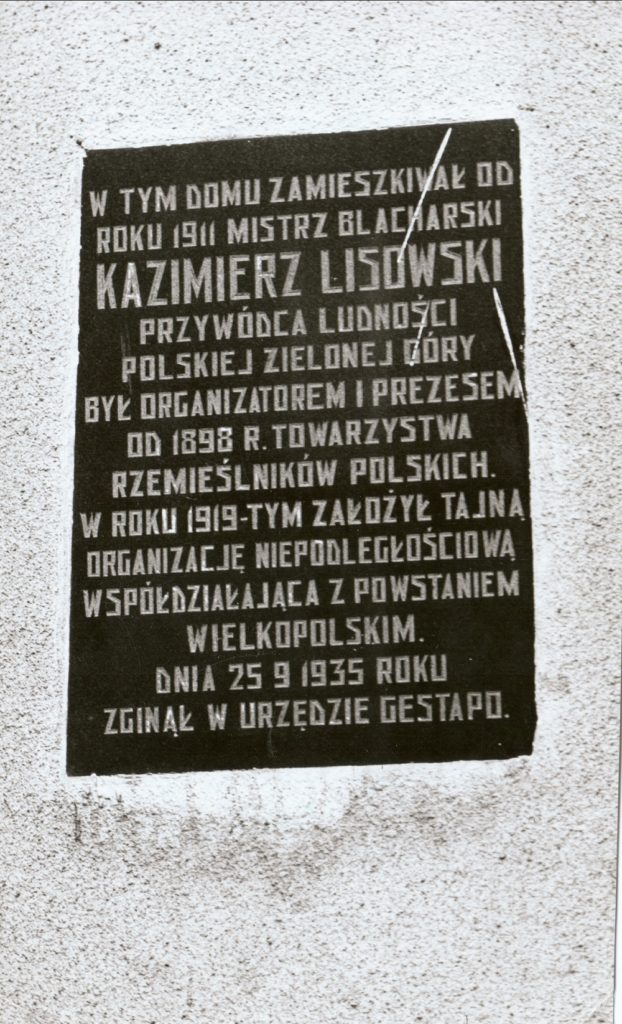 W TYM DOMU ZAMIESZKIWAŁ OD
ROKU 1911 MISTRZ BLACHARSKI
KAZIMIERZ LISOWSKI
PRZYWÓDCA LUDNOŚCI
POLSKIEJ ZIELONEJ GÓRY
BYŁ ORGANIZATOREM I PREZESEM
OD 1898 R. TOWARZYSTWA
RZEMIEŚLNIKÓW POLSKICH.
W ROKU 1919-TYM ZAŁOŻYŁ TAJNĄ
ORGANIZACJĘ NIEPODLEGŁOŚCIOWĄ
WSPÓŁDZIAŁAJĄCA Z POWSTANIEM
WIELKOPOLSKIM.
DNIA 25 9 1935 ROKU
ZGINĄŁ W URZĘDZIE GESTAPO.